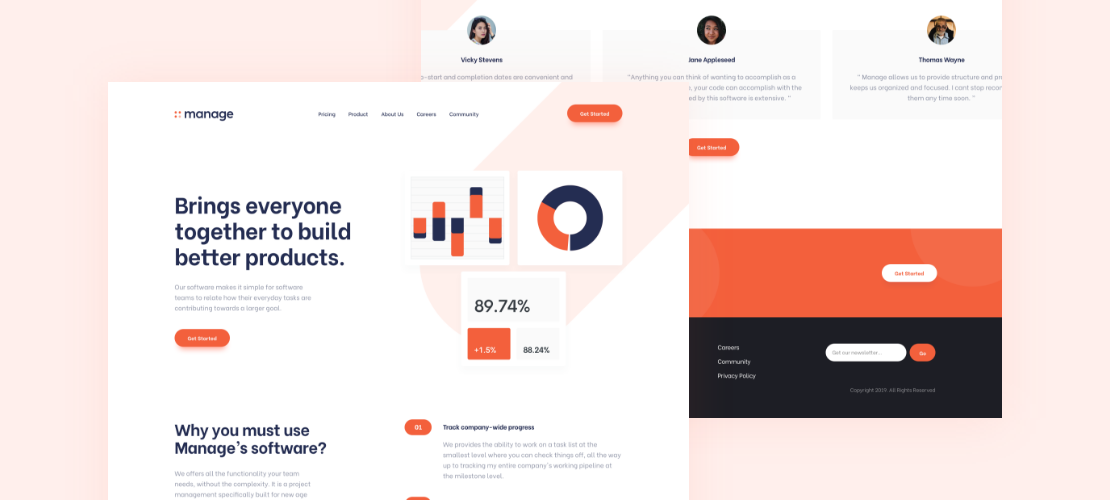 manage
Pricing Product About Us Careers Community
Get Started
Brings everyone
together to build
better products.
Our software makes it simple for software
teams to relate how their everyday tasks are
contributing towards a larger goal.
Get Started
89.74%
+1.5%
88.24%
Why you must use
Manage's software?
We offers all the functionality your team
needs, without the complexity. It is a project
management specifically built for new age
01
Track company-wide progress
We provides the ability to work on a task list at the
smallest level where you can check things off, all the way
up to tracking my entire company's working pipeline at
the milestone level.
Vicky Stevens
-start and completion dates are convenient and
Jane Appleseed
"Anything you can think of wanting to accomplish as a
, your code can accomplish with the
ed by this software is extensive. "
Thomas Wayne
" Manage allows us to provide structure and
keeps us organized and focused. I cant stop
them any time soon. "
Get Started
Get Started
Careers
Community
Privacy Policy
Get our newsletter...
Go
Copyright 2019. All Rights Reserved